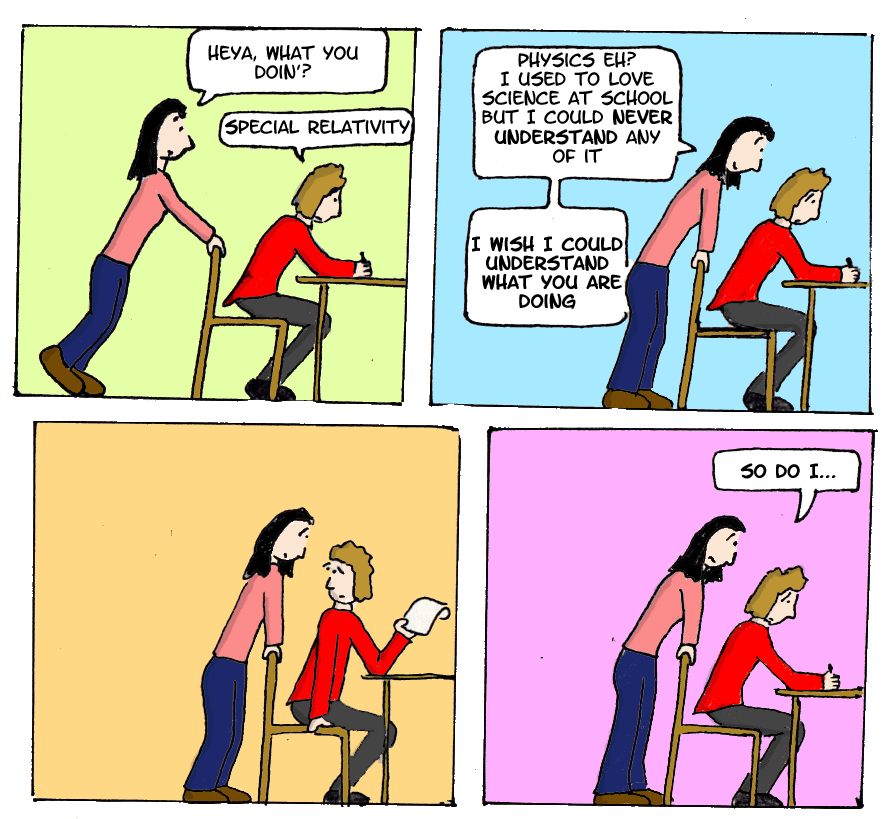 HEYA, WHAT YOU
DOIN'?
SPECIAL RELATIVITY
PHYSICS EH?
I USED TO LOVE
SCIENCE AT SCHOOL
BUT I COULD NEVER
UNDERSTAND ANY
OF IT
I WISH I COULD
UNDERSTAND
WHAT YOU ARE
DOING
SO DO I...